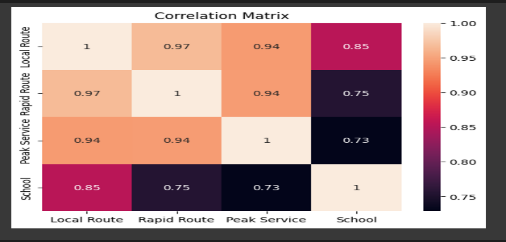 Correlation Matrix
Local Route
1 0.97 0.94 0.85
Rapid Route
0.97 1 0.94 0.75
Peak Service
0.94 0.94 1 0.73
School
0.85 0.75 0.73 1
Local Route Rapid Route Peak Service School
1.00
0.95
0.90
0.85
0.80
0.75